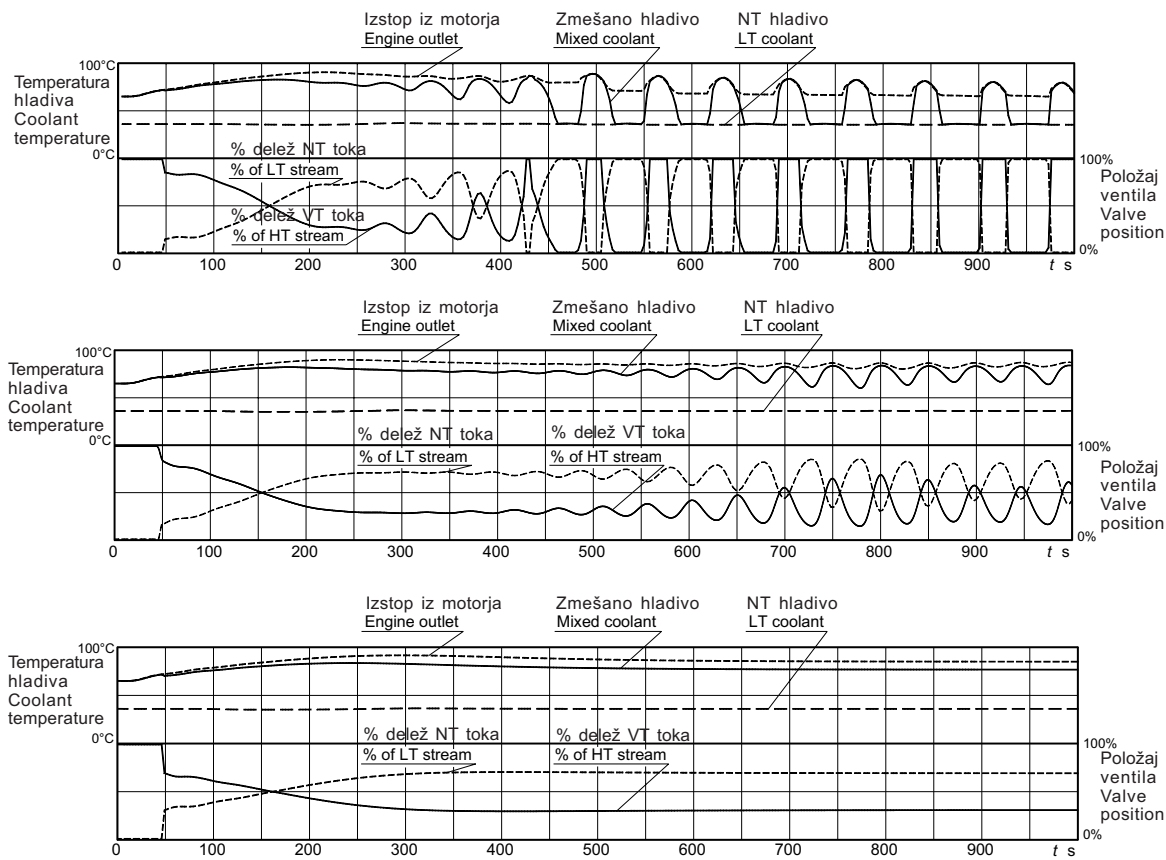 Izstop iz motorja
Engine outlet
Zmešano hladivo
Mixed coolant
NT hladivo
LT coolant
100°C
Temperatura
hladiva
Coolant
temperature
0°C
% delež NT toka
% of LT stream
% delež VT toka
% of HT stream
100%
Položaj
ventila
Valve
position
0%
0 100 200 300 400 500 600 700 800 900 t s
Izstop iz motorja
Engine outlet
Zmešano hladivo
Mixed coolant
NT hladivo
LT coolant
100°C
Temperatura
hladiva
Coolant
temperature
0°C
% delež NT toka
% of LT stream
% delež VT toka
% of HT stream
100%
Položaj
ventila
Valve
position
0%
0 100 200 300 400 500 600 700 800 900 t s
Izstop iz motorja
Engine outlet
Zmešano hladivo
Mixed coolant
NT hladivo
LT coolant
100°C
Temperatura
hladiva
Coolant
temperature
0°C
% delež NT toka
% of LT stream
% delež VT toka
% of HT stream
100%
Položaj
ventila
Valve
position
0%
0 100 200 300 400 500 600 700 800 900 t s